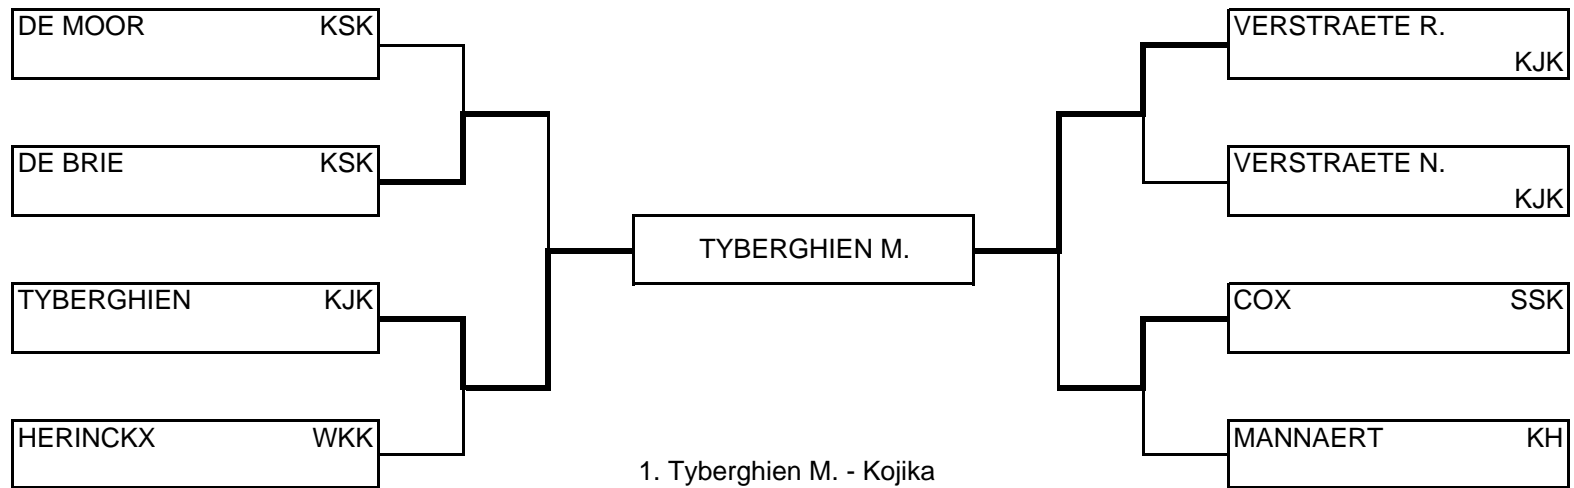 DE MOOR KSK
DE BRIE KSK
TYBERGHIEN KJK
HERINCKX WKK
TYBERGHIEN M.
1. Tyberghien M. - Kojika
VERSTRAETE R.
KJK
VERSTRAETE N.
KJK
COX SSK
MANNAERT KH